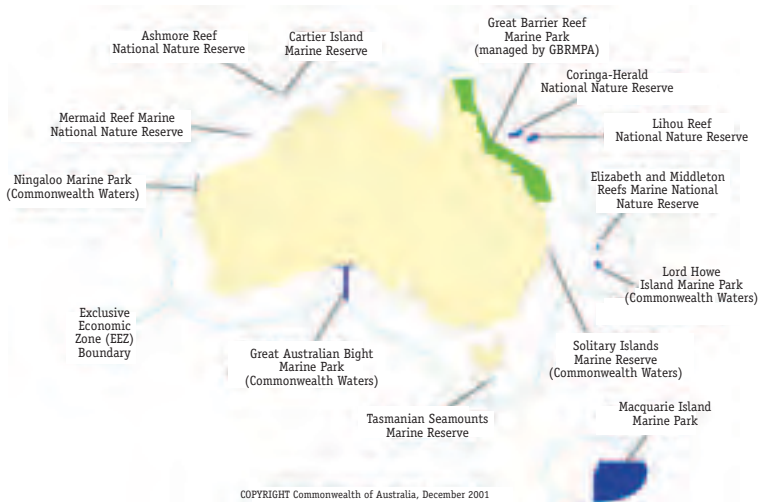 Ashmore Reef
National Nature Reserve
Cartier Island
Marine Reserve
Great Barrier Reef
Marine Park
(managed by GBRMPA)
Coringa-Herald
National Nature Reserve
Mermaid Reef Marine
National Nature Reserve
Lihou Reef
National Nature Reserve
Ningaloo Marine Park
(Commonwealth Waters)
Elizabeth and Middleton
Reefs Marine National
Nature Reserve
Lord Howe
Island Marine Park
(Commonwealth Waters)
Exclusive
Economic
Zone (EEZ)
Boundary
Great Australian Bight
Marine Park
(Commonwealth Waters)
Solitary Islands
Marine Reserve
(Commonwealth Waters)
Tasmanian Seamounts
Marine Reserve
Macquarie Island
Marine Park
COPYRIGHT Commonwealth of Australia, December 2001